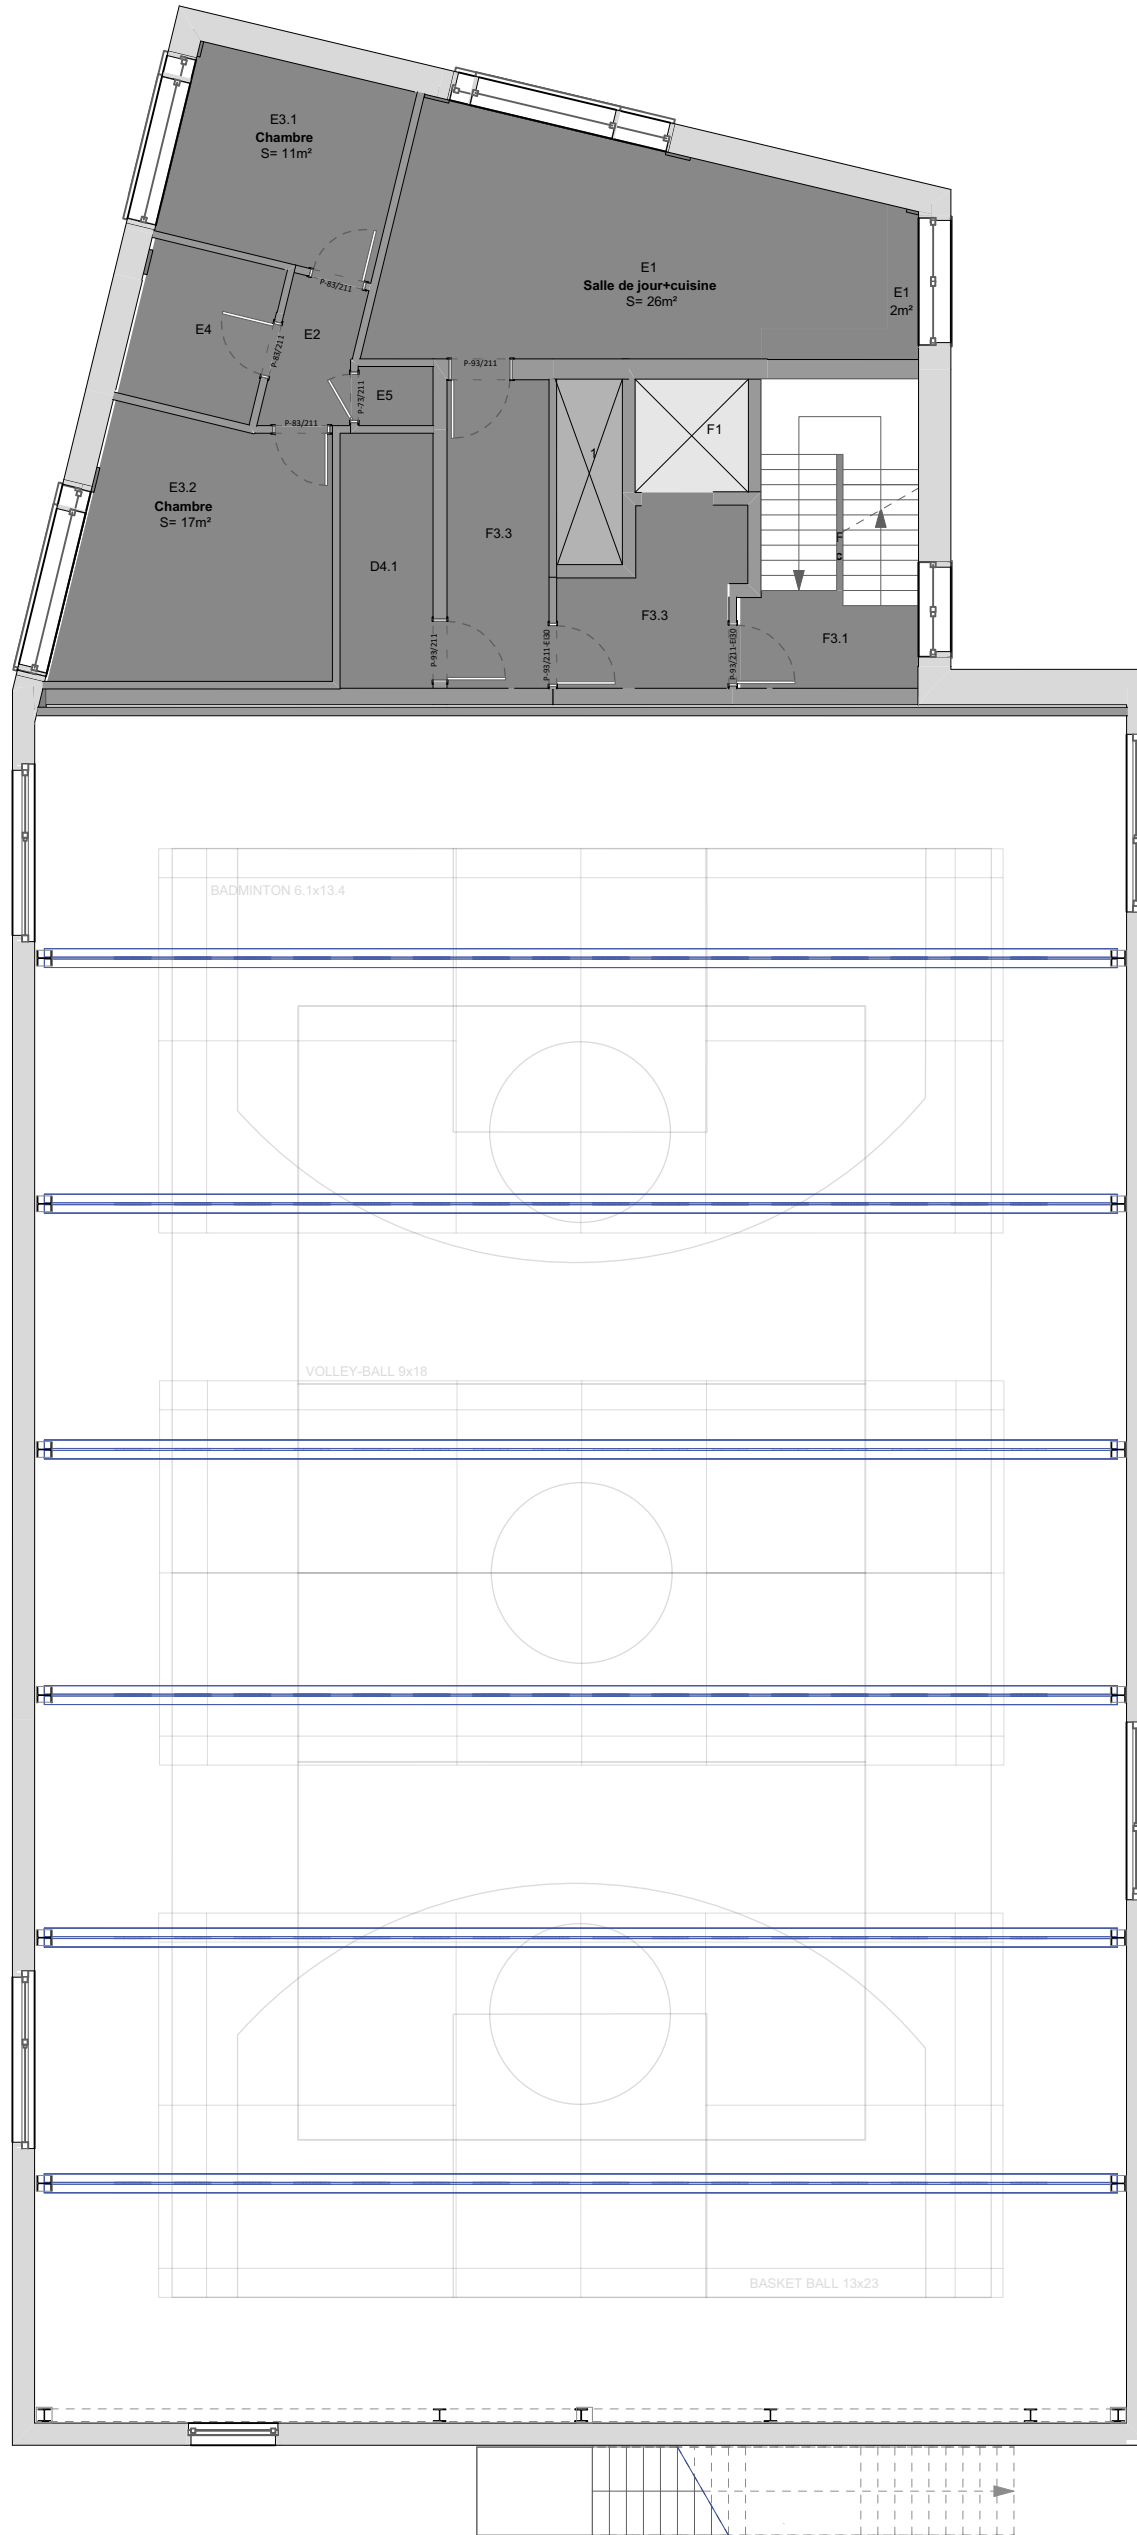 E3.1
Chambre
S= 11m²
E1
Salle de jour+cuisine
S= 26m²
E1
2m²
P-83/211
E4
E2
P-83/211
P-93/211
P-73/211
E5
P-83/211
F1
1
E3.2
Chambre
S= 17m²
F3.3
D4.1
F3.3
F3.1
P-93/211
P-93/211-EI30
P-93/211-EI30
BADMINTON 6.1x13.4
VOLLEY-BALL 9x18
BASKET BALL 13x23